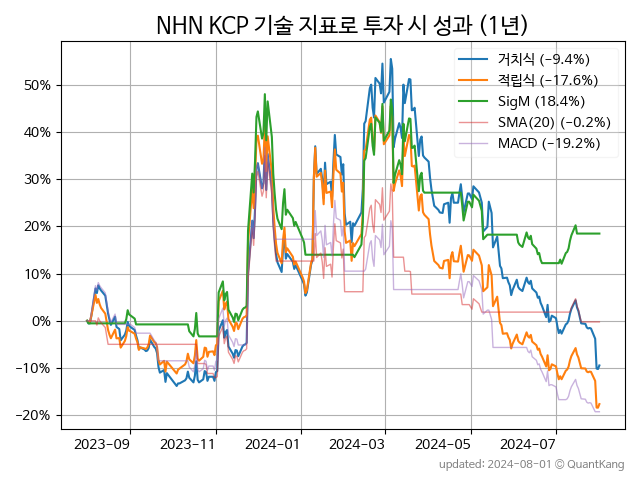 NHN KCP 기술 지표로 투자 시 성과 (1년)
거치식 (−9.4%)
적립식 (−17.6%)
SigM (18.4%)
SMA(20) (−0.2%)
MACD (−19.2%)
50%
40%
30%
20%
10%
0%
−10%
−20%
2023-09 2023-11 2024-01 2024-03 2024-05 2024-07
updated: 2024-08-01 © QuantKang